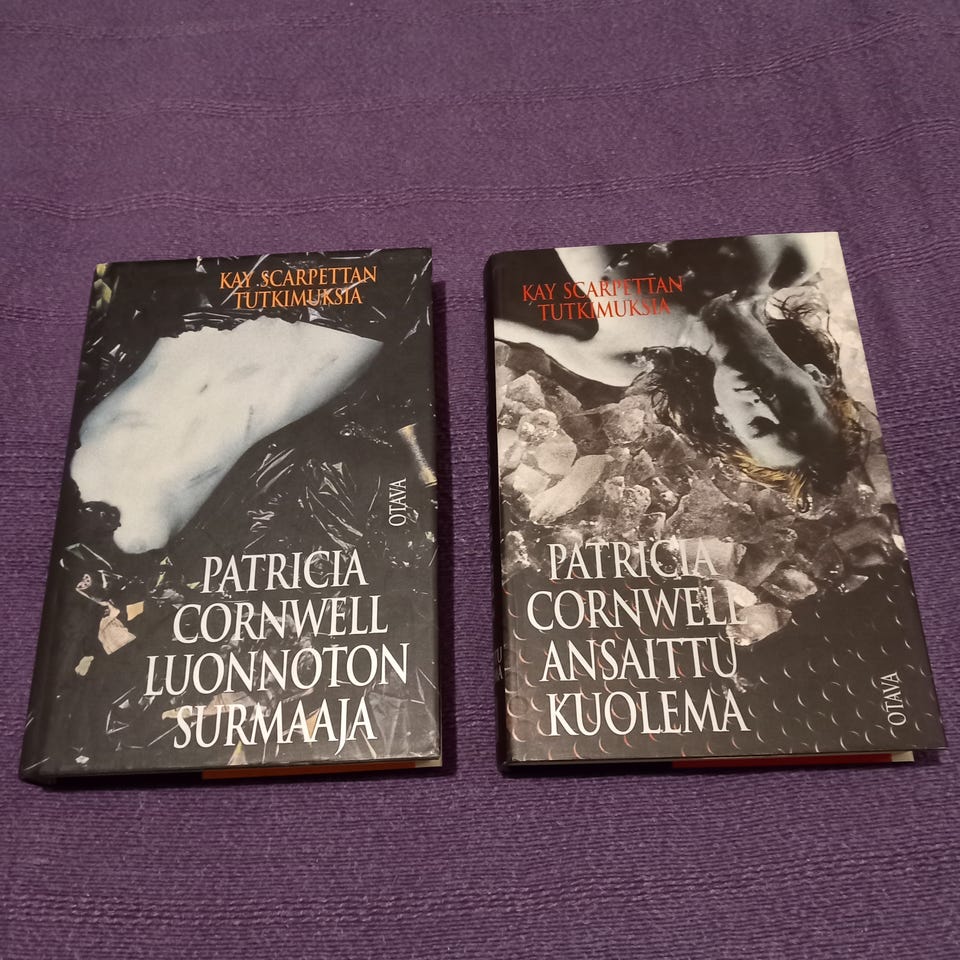 KAY SCARPETTAN
TUTKIMUKSIA
OTAVA
PATRICIA
CORNWELL
LUONNOTON
SURMAAJA
KAY SCARPETTAN
TUTKIMUKSIA
PATRICIA
CORNWELL
ANSAITTU
KUOLEMA
OTAVA